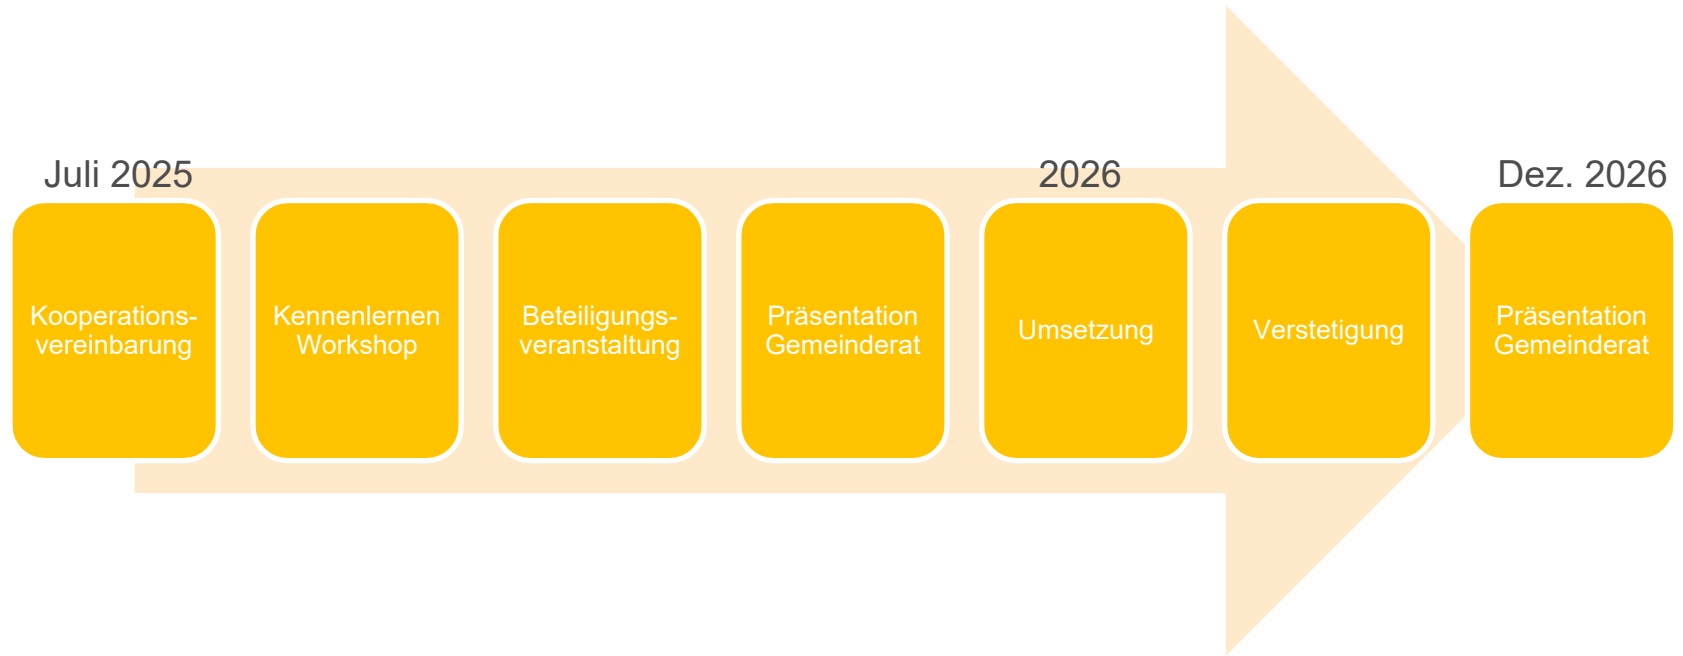 Juli 2025
2026
Dez. 2026
Kooperations-
vereinbarung
Kennenlernen
Workshop
Beteiligungs-
veranstaltung
Präsentation
Gemeinderat
Umsetzung
Verstetigung
Präsentation
Gemeinderat